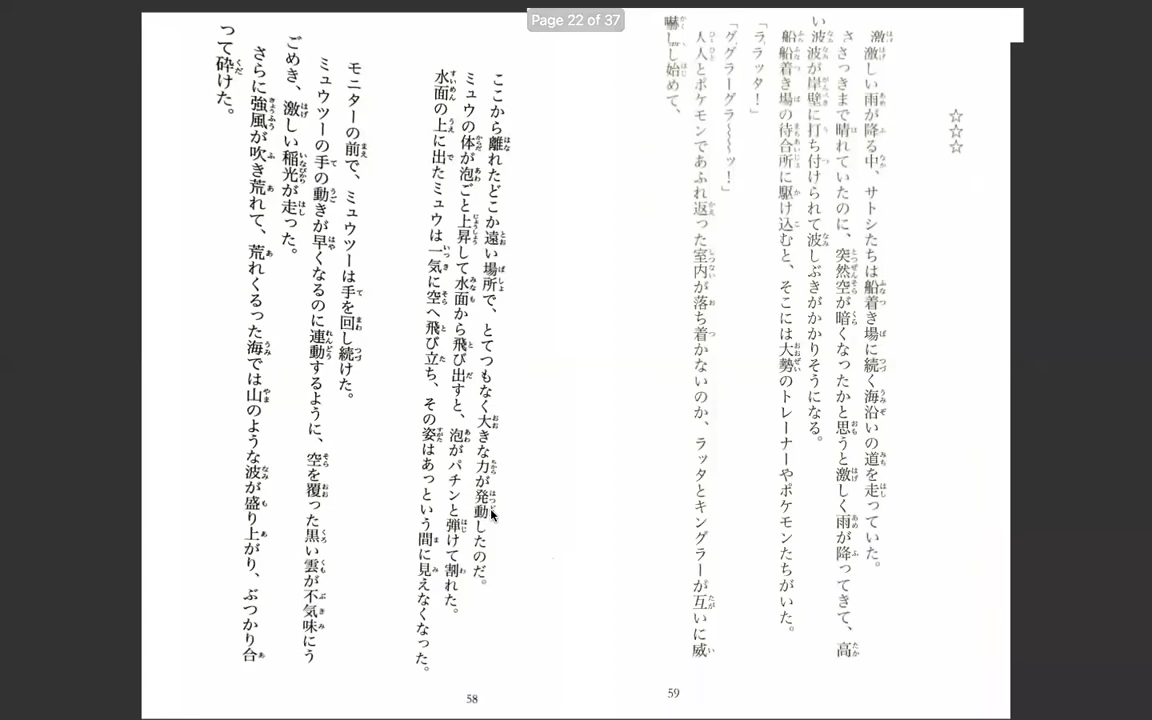 Page 22 of 37
ここから離れたどこか遠い場所で、とてつもなく大きな力が発動したのだ。
ミュウの体が泡ごと上昇して水面から飛び出すと、泡がパチンと弾けて割れた。
水面の上に出たミュウは一気に空へ飛び立ち、その姿はあっという間に見えなくなった。
モニターの前で、ミュウツーは手を回し続けた。
ミュウツーの手の動きが早くなるのに連動するように、空を覆った黒い雲が不気味にう
ごめき、激しい稲光が走った。
さらに強風が吹き荒れて、荒れくるった海では山のような波が盛り上がり、ぶつかり合
って砕けた。
58
☆☆☆
激しい雨が降る中、サトシたちは船着き場に続く海沿いの道を走っていた。
さっきまで晴れていたのに、突然空が暗くなったかと思うと激しく雨が降ってきて、高
い波が岸壁に打ち付けられて波しぶきがかかりそうになる。
船着き場の待合所に駆け込むと、そこには大勢のトレーナーやポケモンたちがいた。
「ラッタ！」
「グラーグラ〜〜〜ッ！」
人とポケモンであふれ返った室内が落ち着かないのか、ラッタとキングラーが互いに威
嚇し始めて、
59